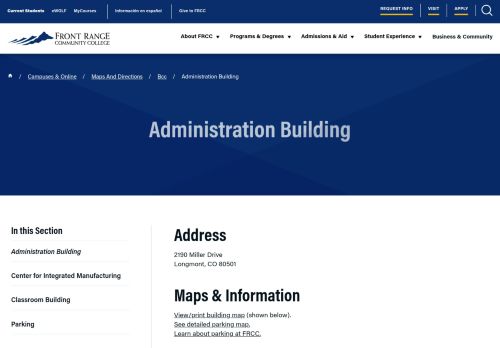 Current Students eWOLF MyCourses Información en español Give to FRCC REQUEST INFO VISIT APPLY
FRONT RANGE
COMMUNITY COLLEGE
About FRCC Programs & Degrees Admissions & Aid Student Experience Business & Community
/ Campuses & Online / Maps And Directions / Bcc / Administration Building
Administration Building
In this Section
Administration Building
Center for Integrated Manufacturing
Classroom Building
Parking
Address
2190 Miller Drive
Longmont, CO 80501
Maps & Information
View/print building map (shown below).
See detailed parking map.
Learn about parking at FRCC.